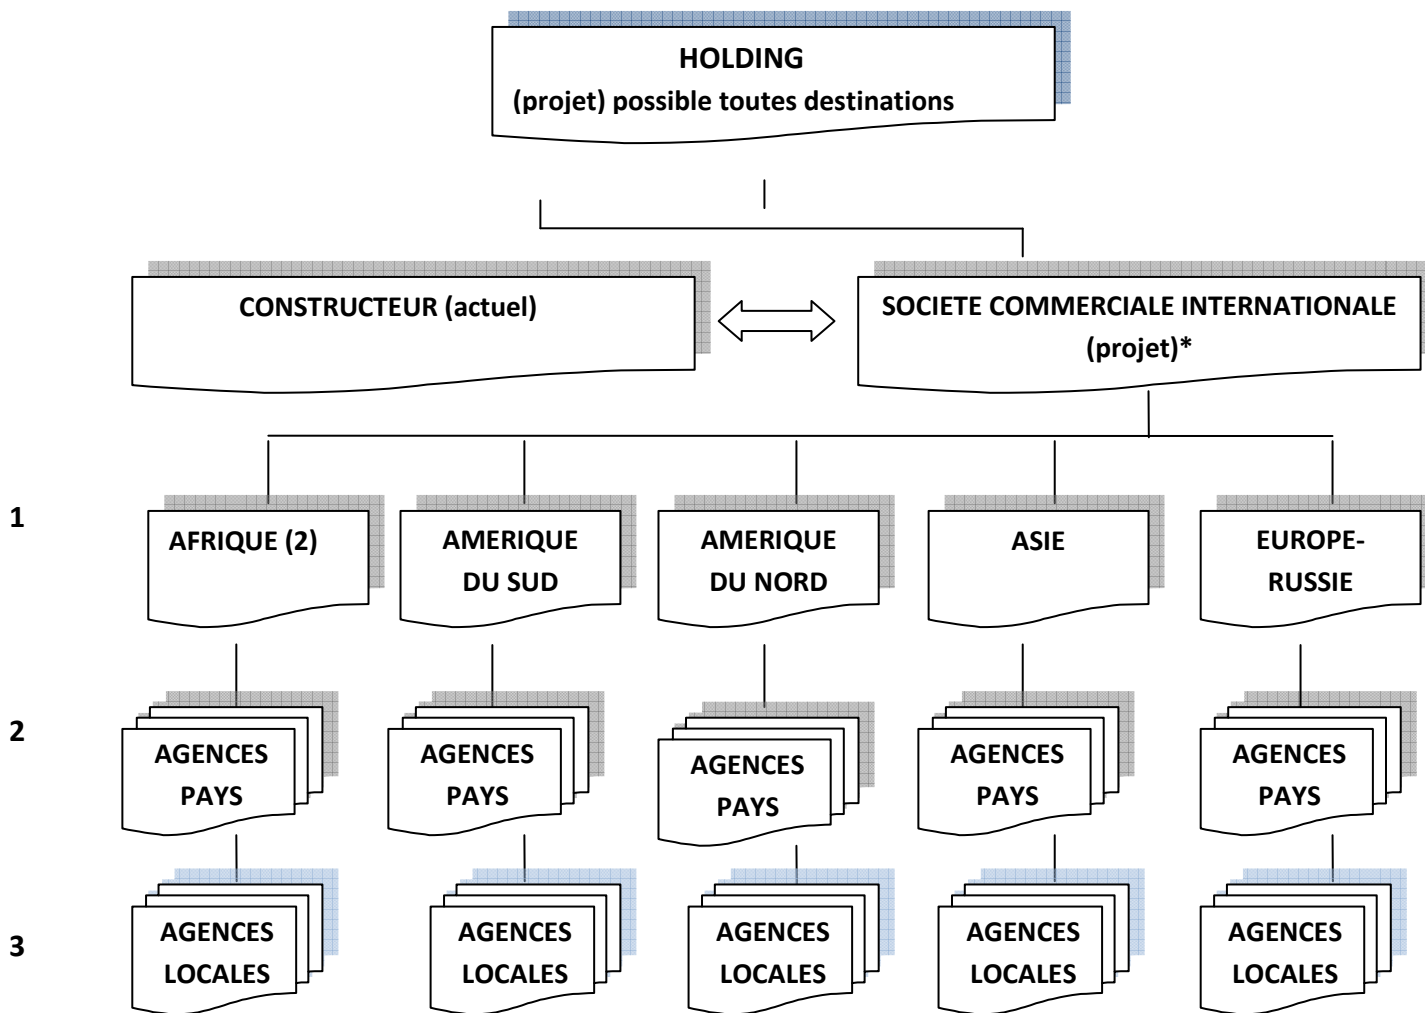 HOLDING
(projet) possible toutes destinations
CONSTRUCTEUR (actuel)
SOCIETE COMMERCIALE INTERNATIONALE
(projet)*
1
AFRIQUE (2)
AMERIQUE
DU SUD
AMERIQUE
DU NORD
ASIE
EUROPE-
RUSSIE
2
AGENCES
PAYS
AGENCES
PAYS
AGENCES
PAYS
AGENCES
PAYS
AGENCES
PAYS
3
AGENCES
LOCALES
AGENCES
LOCALES
AGENCES
LOCALES
AGENCES
LOCALES
AGENCES
LOCALES